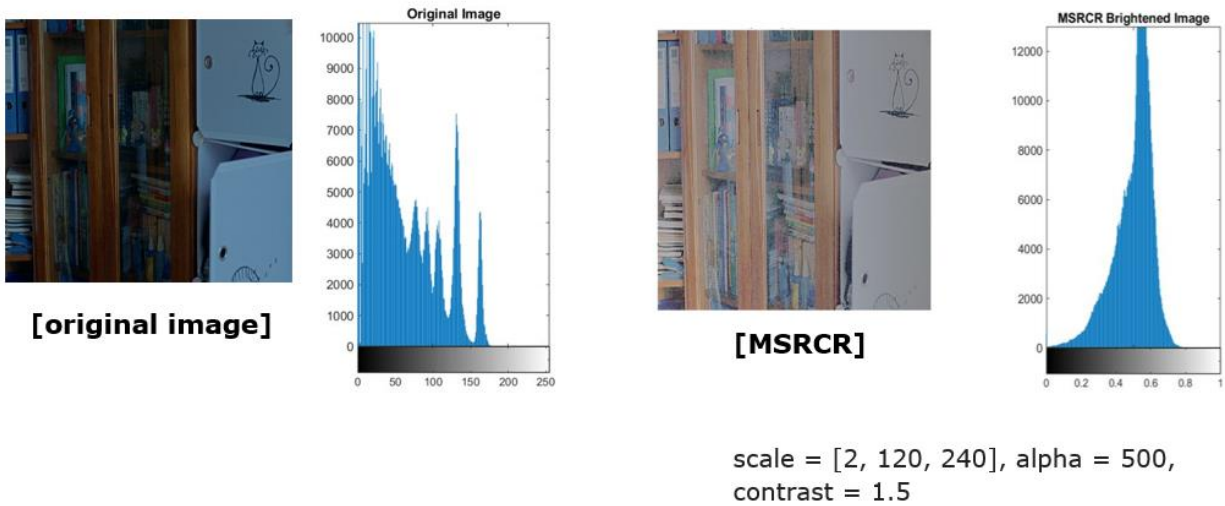 Original Image
10000
9000
8000
7000
6000
5000
4000
3000
2000
1000
0
0 50 100 150 200 250
[original image]
MSRCR Brightened Image
12000
10000
8000
6000
4000
2000
0
0 0.2 0.4 0.6 0.8 1
[MSRCR]
scale = [2, 120, 240], alpha = 500,
contrast = 1.5